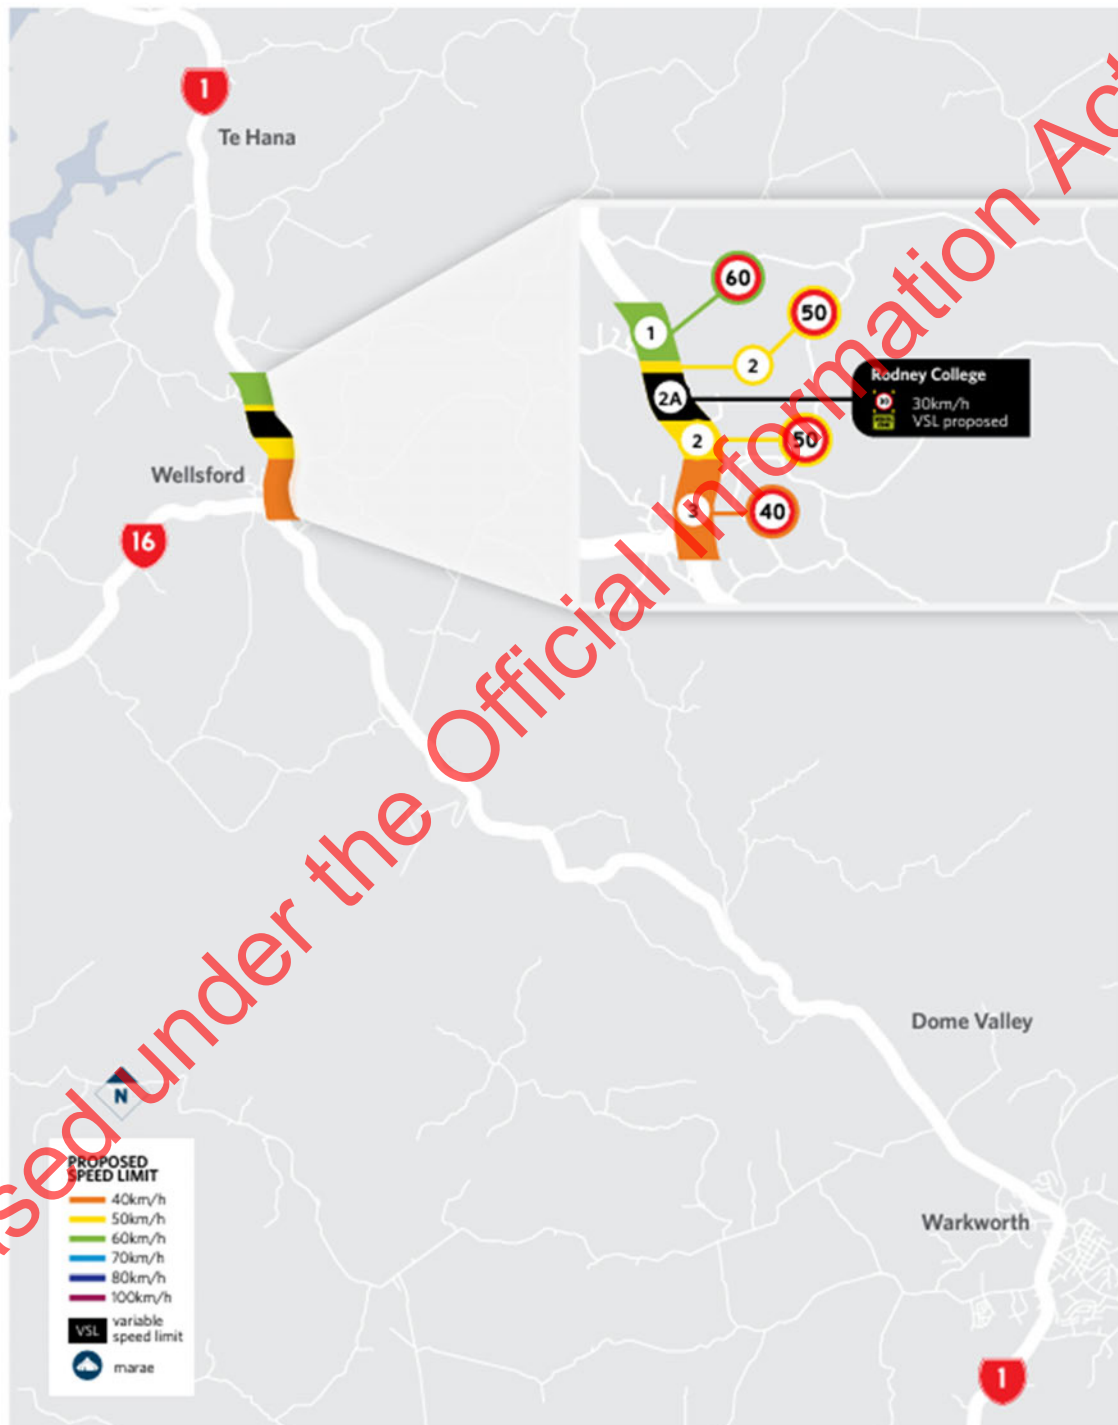 1
Te Hana
60
50
1
2
Rodney College
2A
30km/h
VSL proposed
2
50
3
40
Wellsford
16
Dome Valley
Warkworth
1
N
PROPOSED
SPEED LIMIT
40km/h
50km/h
60km/h
70km/h
80km/h
100km/h
VSL
variable
speed limit
marae
sed under the Official Information Act